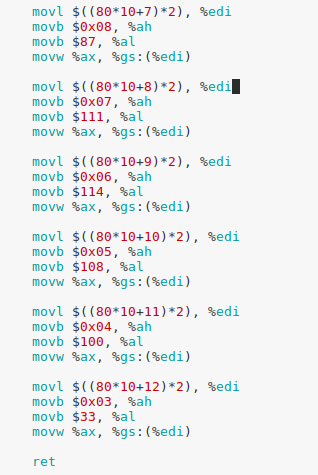 movl $((80*10+7)*2), %edi
movb $0x08, %ah
movb $87, %al
movw %ax, %gs:(%edi)
movl $((80*10+8)*2), %edi
movb $0x07, %ah
movb $111, %al
movw %ax, %gs:(%edi)
movl $((80*10+9)*2), %edi
movb $0x06, %ah
movb $114, %al
movw %ax, %gs:(%edi)
movl $((80*10+10)*2), %edi
movb $0x05, %ah
movb $108, %al
movw %ax, %gs:(%edi)
movl $((80*10+11)*2), %edi
movb $0x04, %ah
movb $100, %al
movw %ax, %gs:(%edi)
movl $((80*10+12)*2), %edi
movb $0x03, %ah
movb $33, %al
movw %ax, %gs:(%edi)
ret